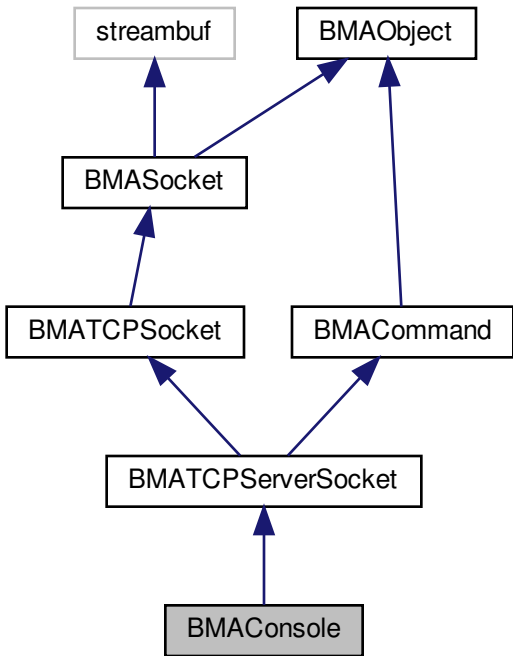 streambuf
BMAObject
BMASocket
BMATCPSocket
BMACommand
BMATCPServerSocket
BMAConsole